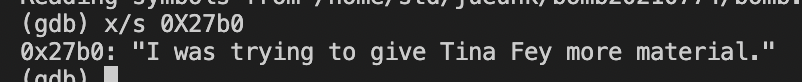 (gdb) x/s 0X27b0
0x27b0: "I was trying to give Tina Fey more material."
(gdb)